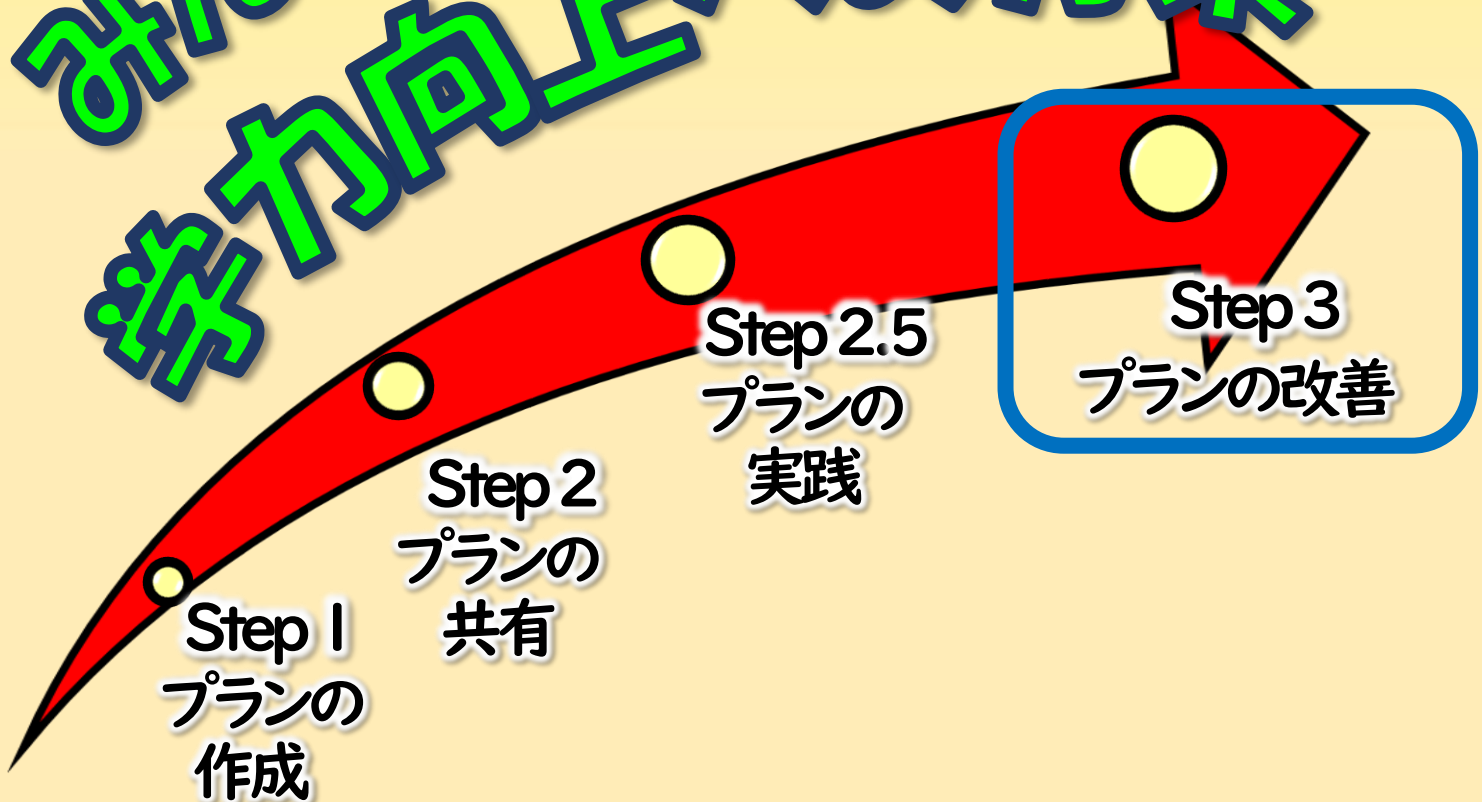 学力向上
Step 1
プランの
作成
Step 2
プランの
共有
Step 2.5
プランの
実践
Step 3
プランの改善